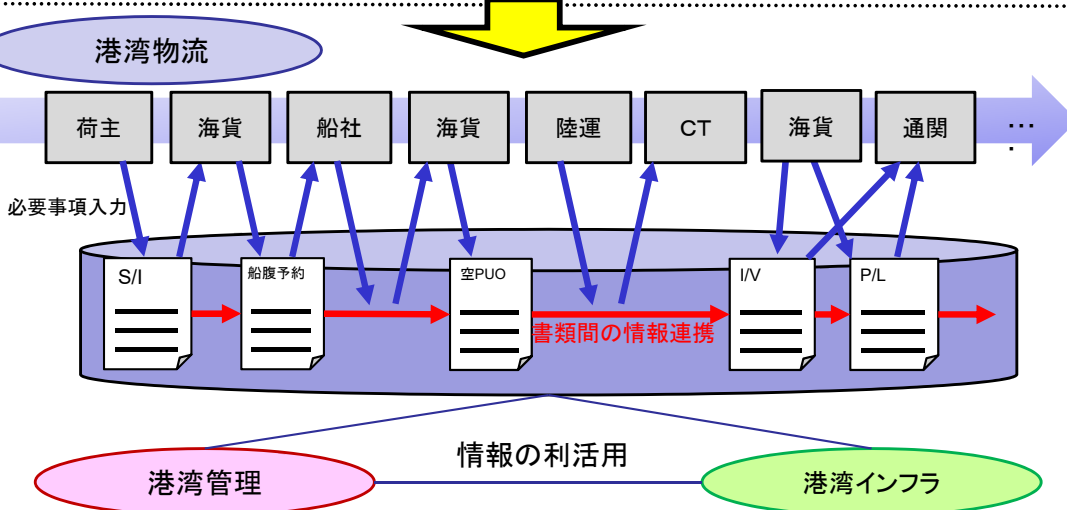 港湾物流
荷主
海貨
船社
海貨
陸運
CT
海貨
通関
….
必要事項入力
S/I
船腹予約
空PUO
I/V
P/L
書類間の情報連携
情報の利活用
港湾管理
港湾インフラ